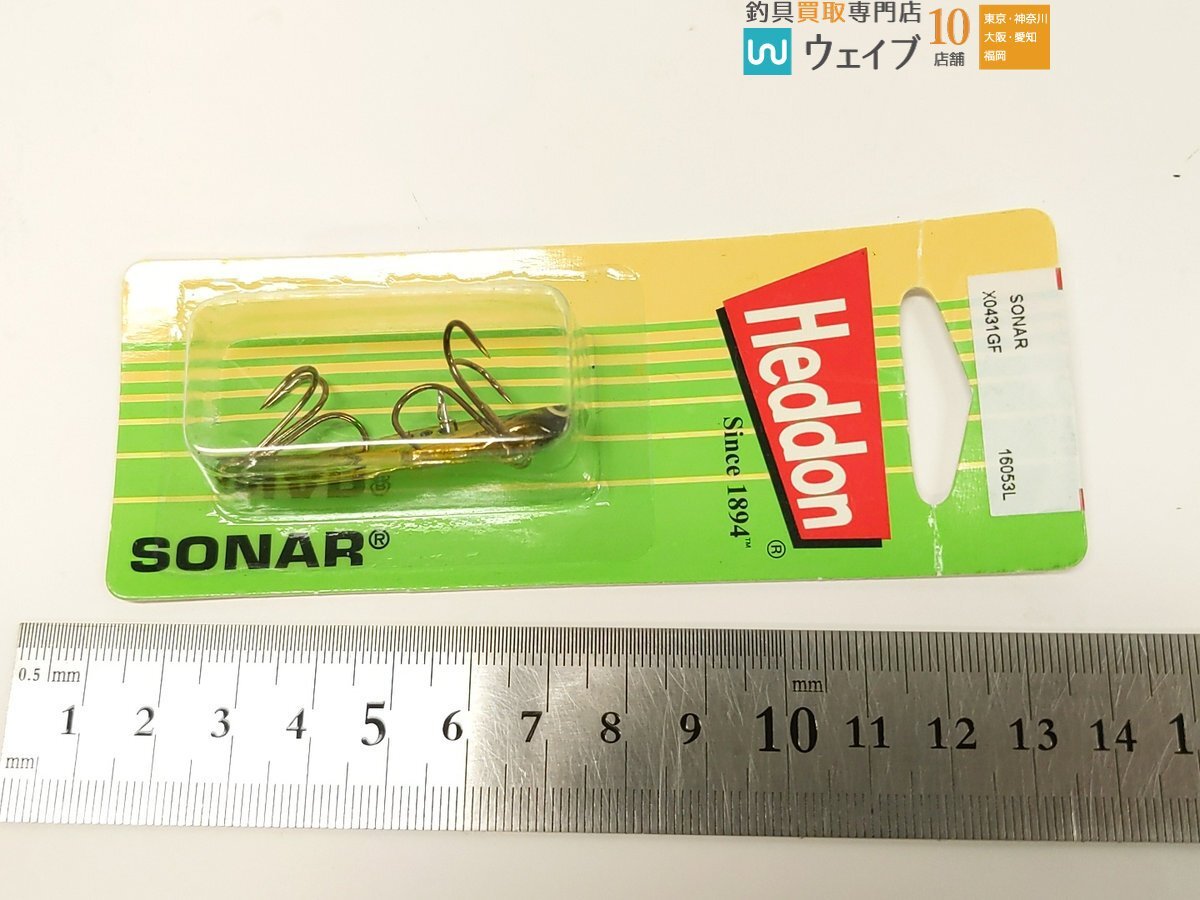 釣具買取専門店
ウェイブ
10
店舗
東京・神奈川
大阪・愛知
福岡
Heddon®
Since 1894™
SONAR 16053L
X0431GF
SONAR®
0.5 mm
mm
1 2 3 4 5 6 7 8 9 10 11 12 13 14 1
mm